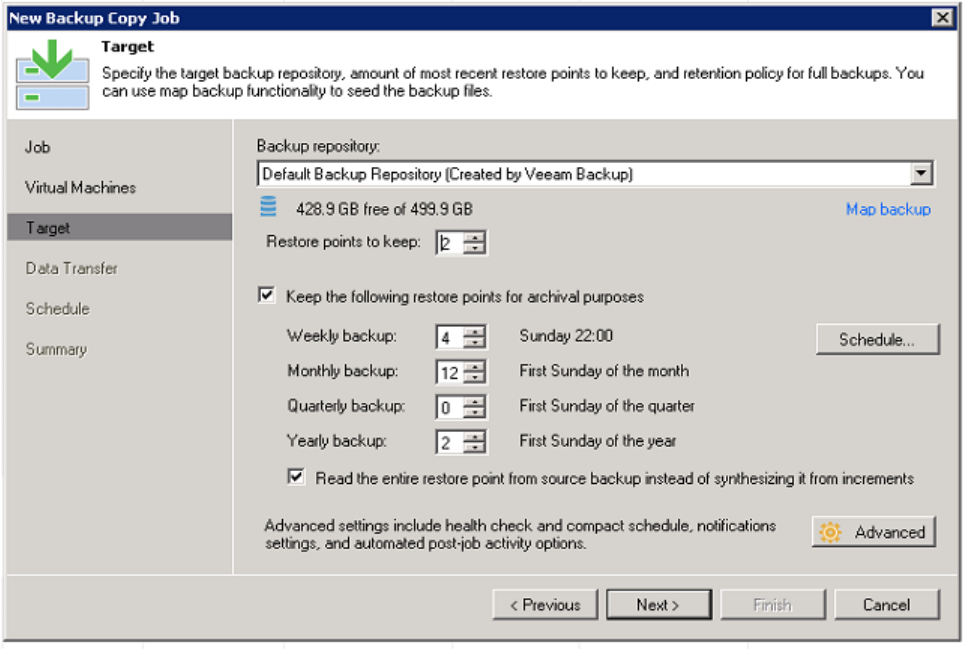 New Backup Copy Job
Target
Specify the target backup repository, amount of most recent restore points to keep, and retention policy for full backups. You
can use map backup functionality to seed the backup files.
Job
Virtual Machines
Target
Data Transfer
Schedule
Summary
Backup repository:
Default Backup Repository (Created by Veeam Backup)
428.9 GB free of 499.9 GB
Map backup
Restore points to keep: 2
Keep the following restore points for archival purposes
Weekly backup: 4 Sunday 22:00
Schedule...
Monthly backup: 12 First Sunday of the month
Quarterly backup: 0 First Sunday of the quarter
Yearly backup: 2 First Sunday of the year
Read the entire restore point from source backup instead of synthesizing it from increments
Advanced settings include health check and compact schedule, notifications
settings, and automated post-job activity options.
Advanced
< Previous
Next >
Finish
Cancel